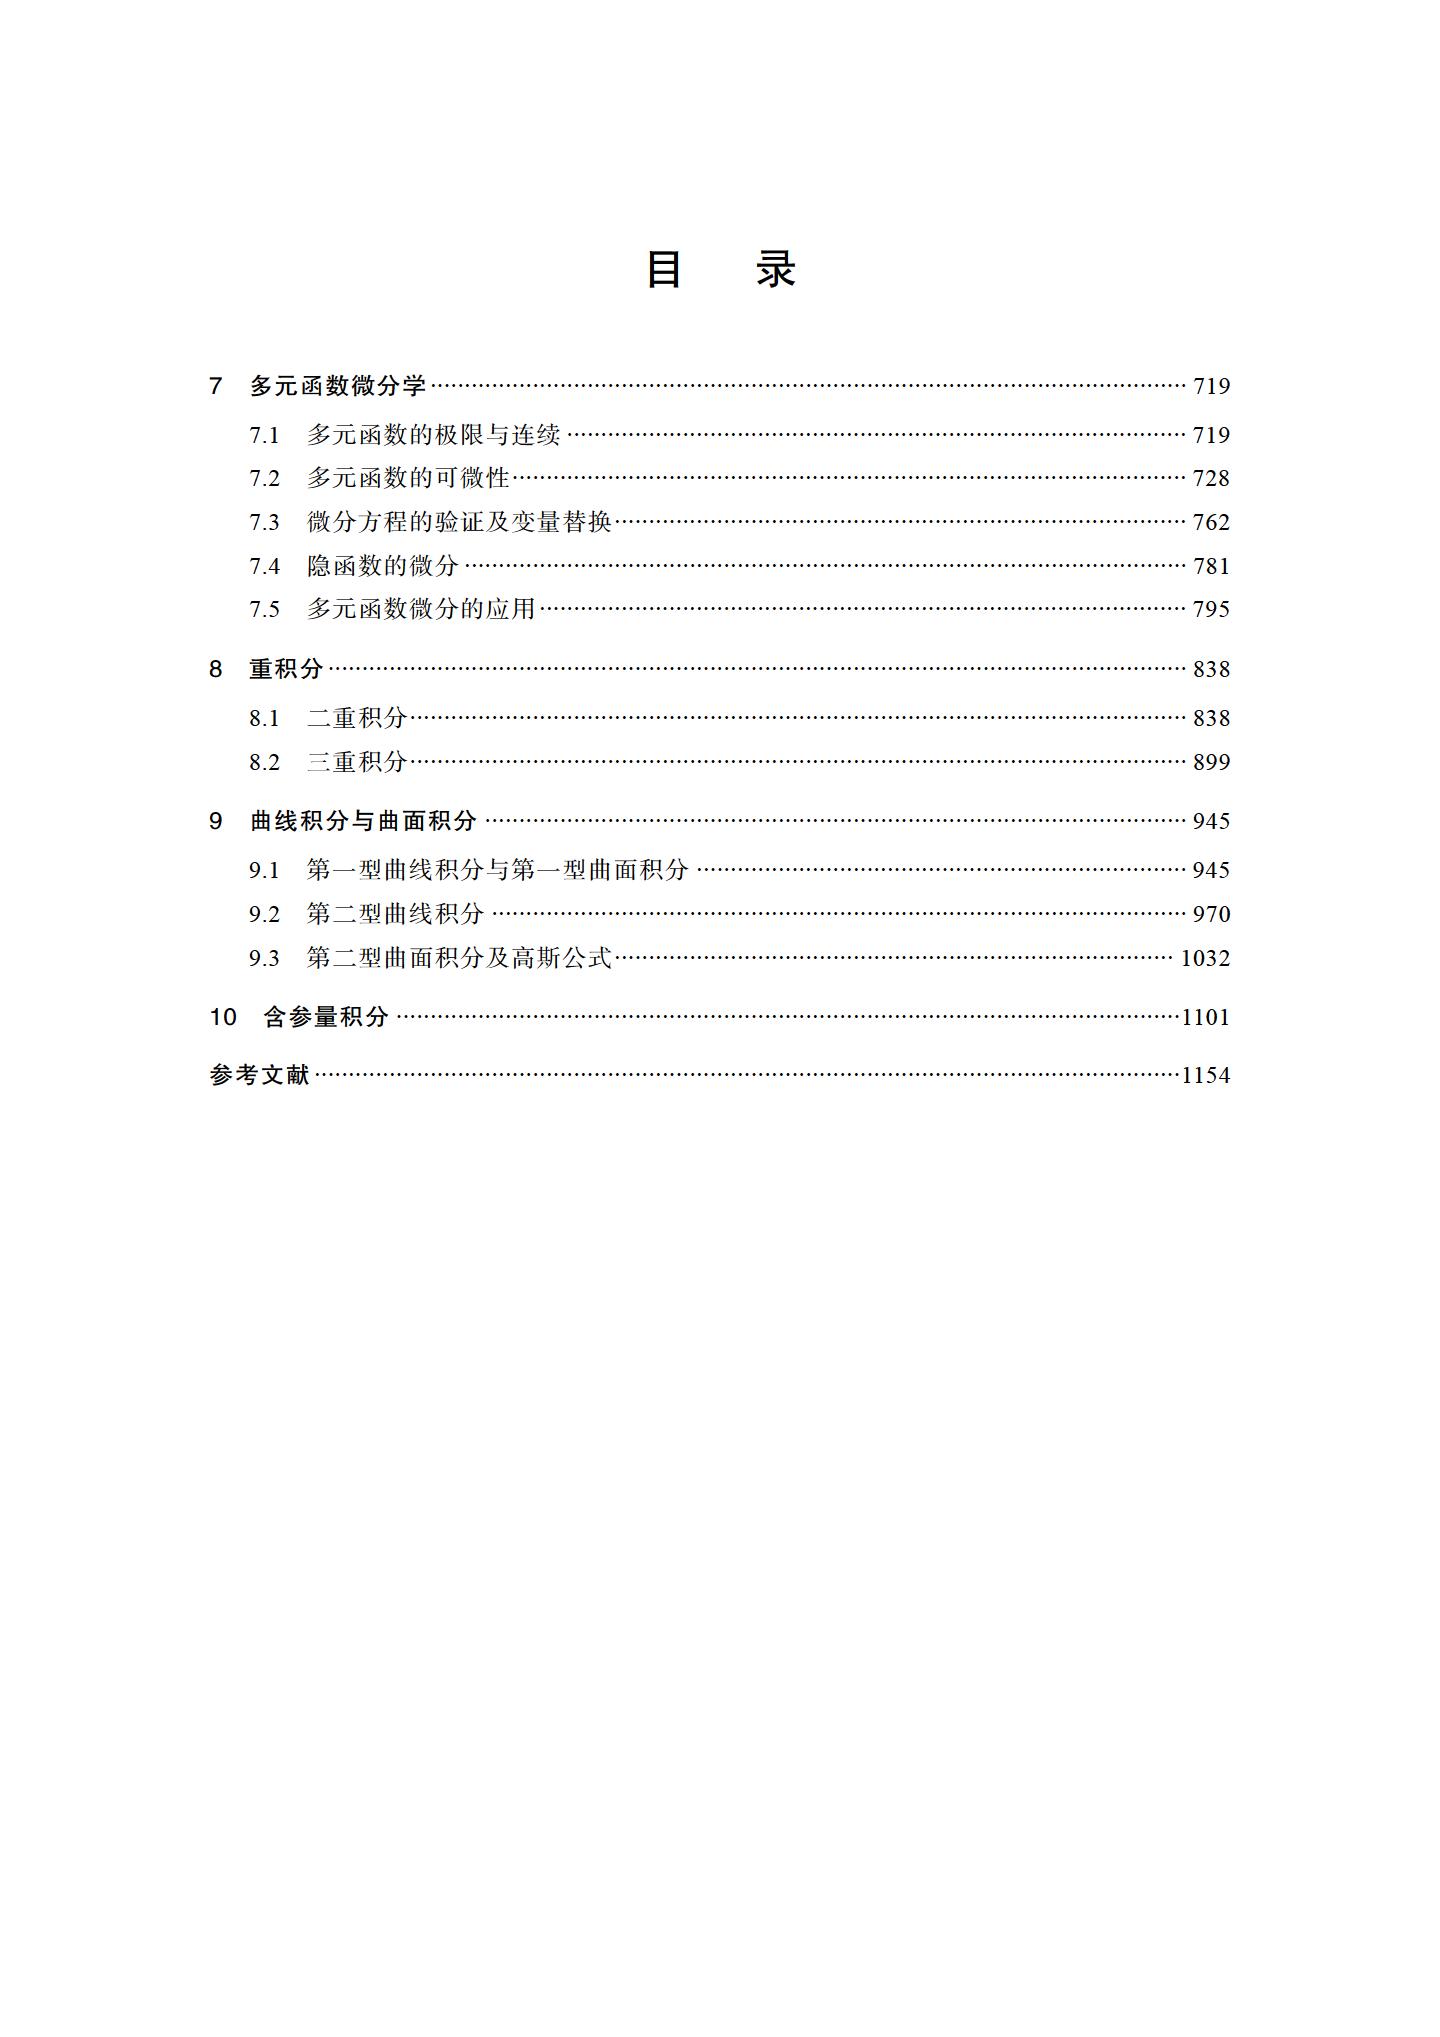 目 录
7 多元函数微分学 ························ 719
7.1 多元函数的极限与连续 ························ 719
7.2 多元函数的可微性 ························ 728
7.3 微分方程的验证及变量替换 ························ 762
7.4 隐函数的微分 ························ 781
7.5 多元函数微分的应用 ························ 795
8 重积分 ························ 838
8.1 二重积分 ························ 838
8.2 三重积分 ························ 899
9 曲线积分与曲面积分 ························ 945
9.1 第一型曲线积分与第一型曲面积分 ························ 945
9.2 第二型曲线积分 ························ 970
9.3 第二型曲面积分及高斯公式 ························ 1032
10 含参量积分 ························ 1101
参考文献 ························ 1154